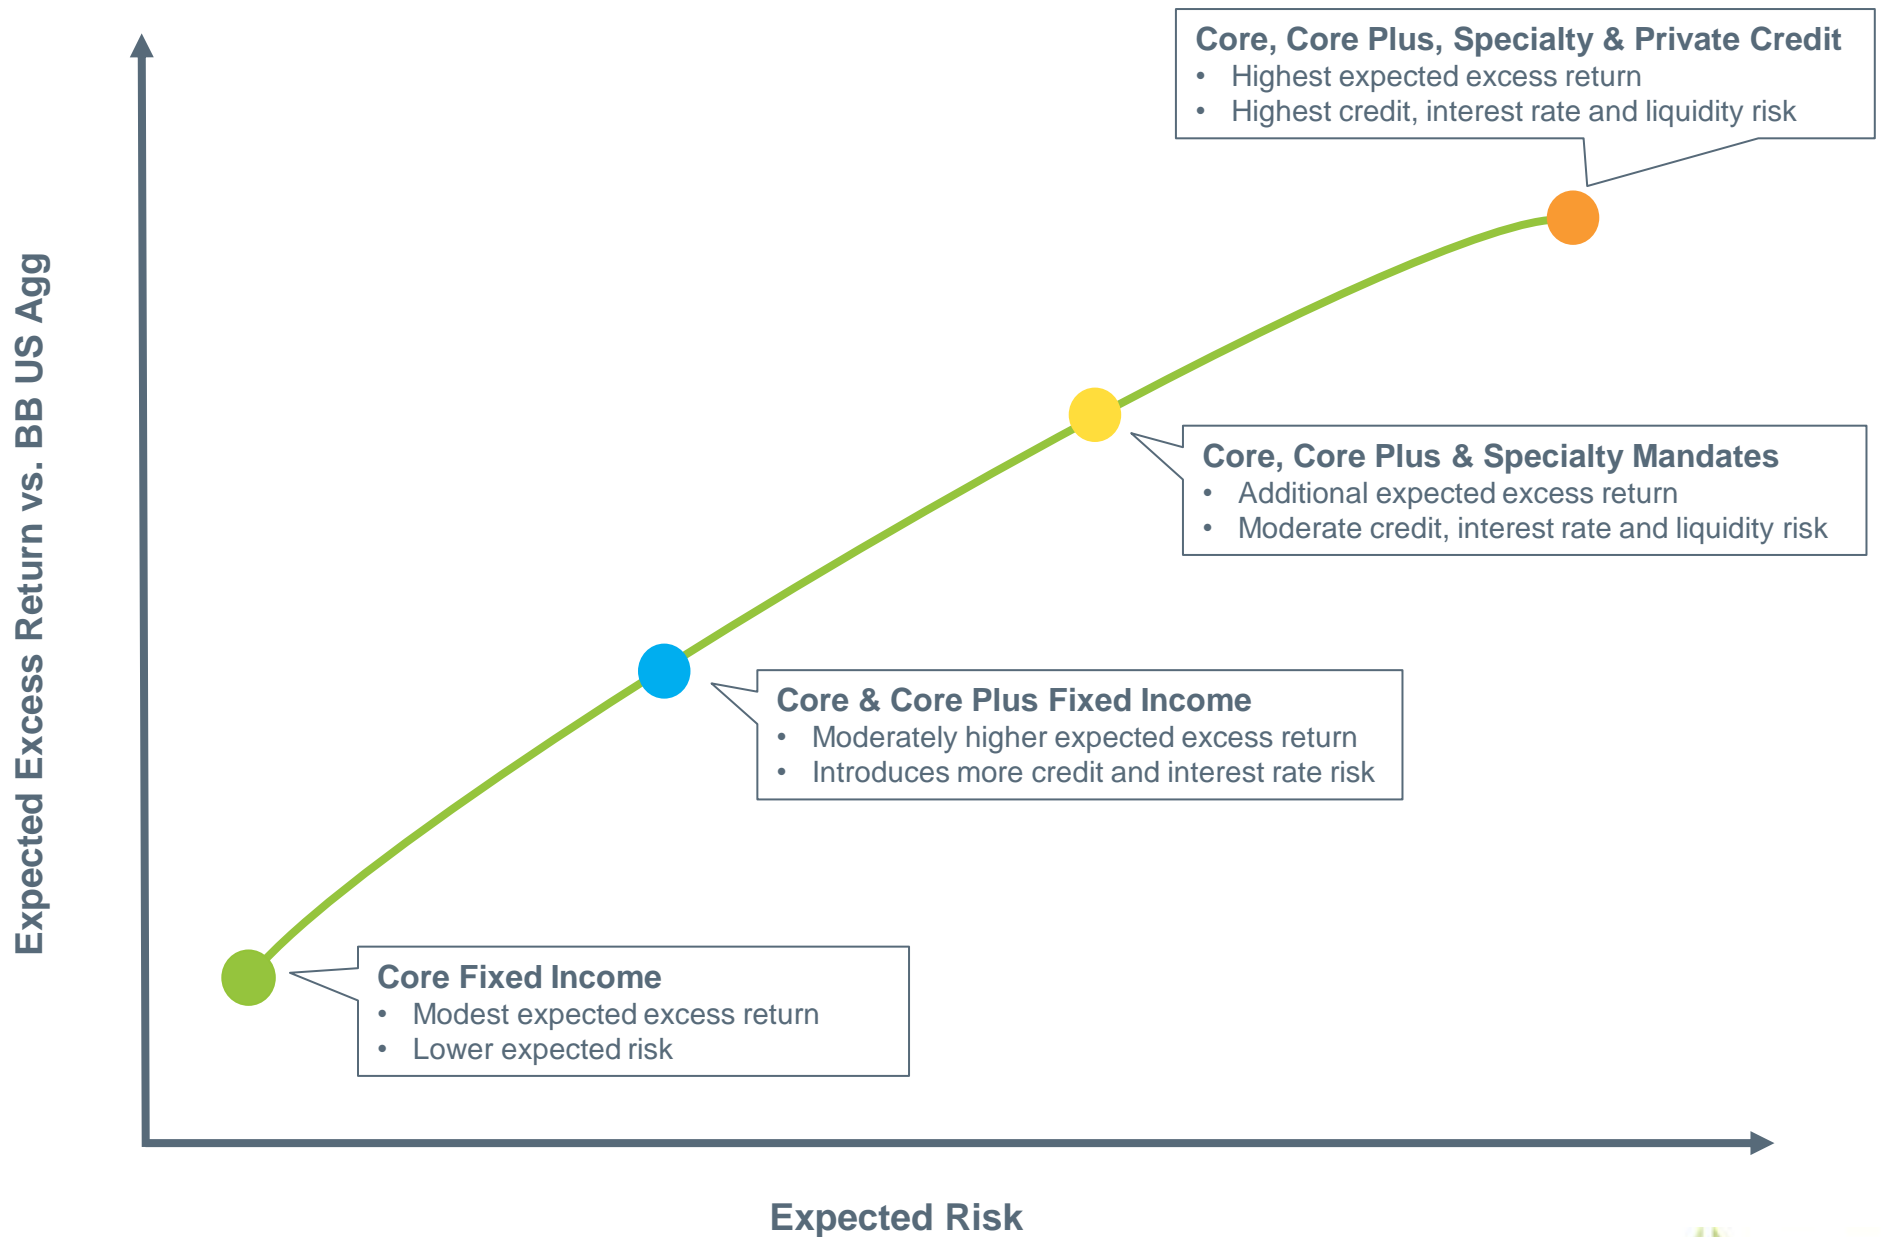 Core, Core Plus, Specialty & Private Credit
• Highest expected excess return
• Highest credit, interest rate and liquidity risk
Expected Excess Return vs. BB US Agg
Core, Core Plus & Specialty Mandates
• Additional expected excess return
• Moderate credit, interest rate and liquidity risk
Core & Core Plus Fixed Income
• Moderately higher expected excess return
• Introduces more credit and interest rate risk
Core Fixed Income
• Modest expected excess return
• Lower expected risk
Expected Risk